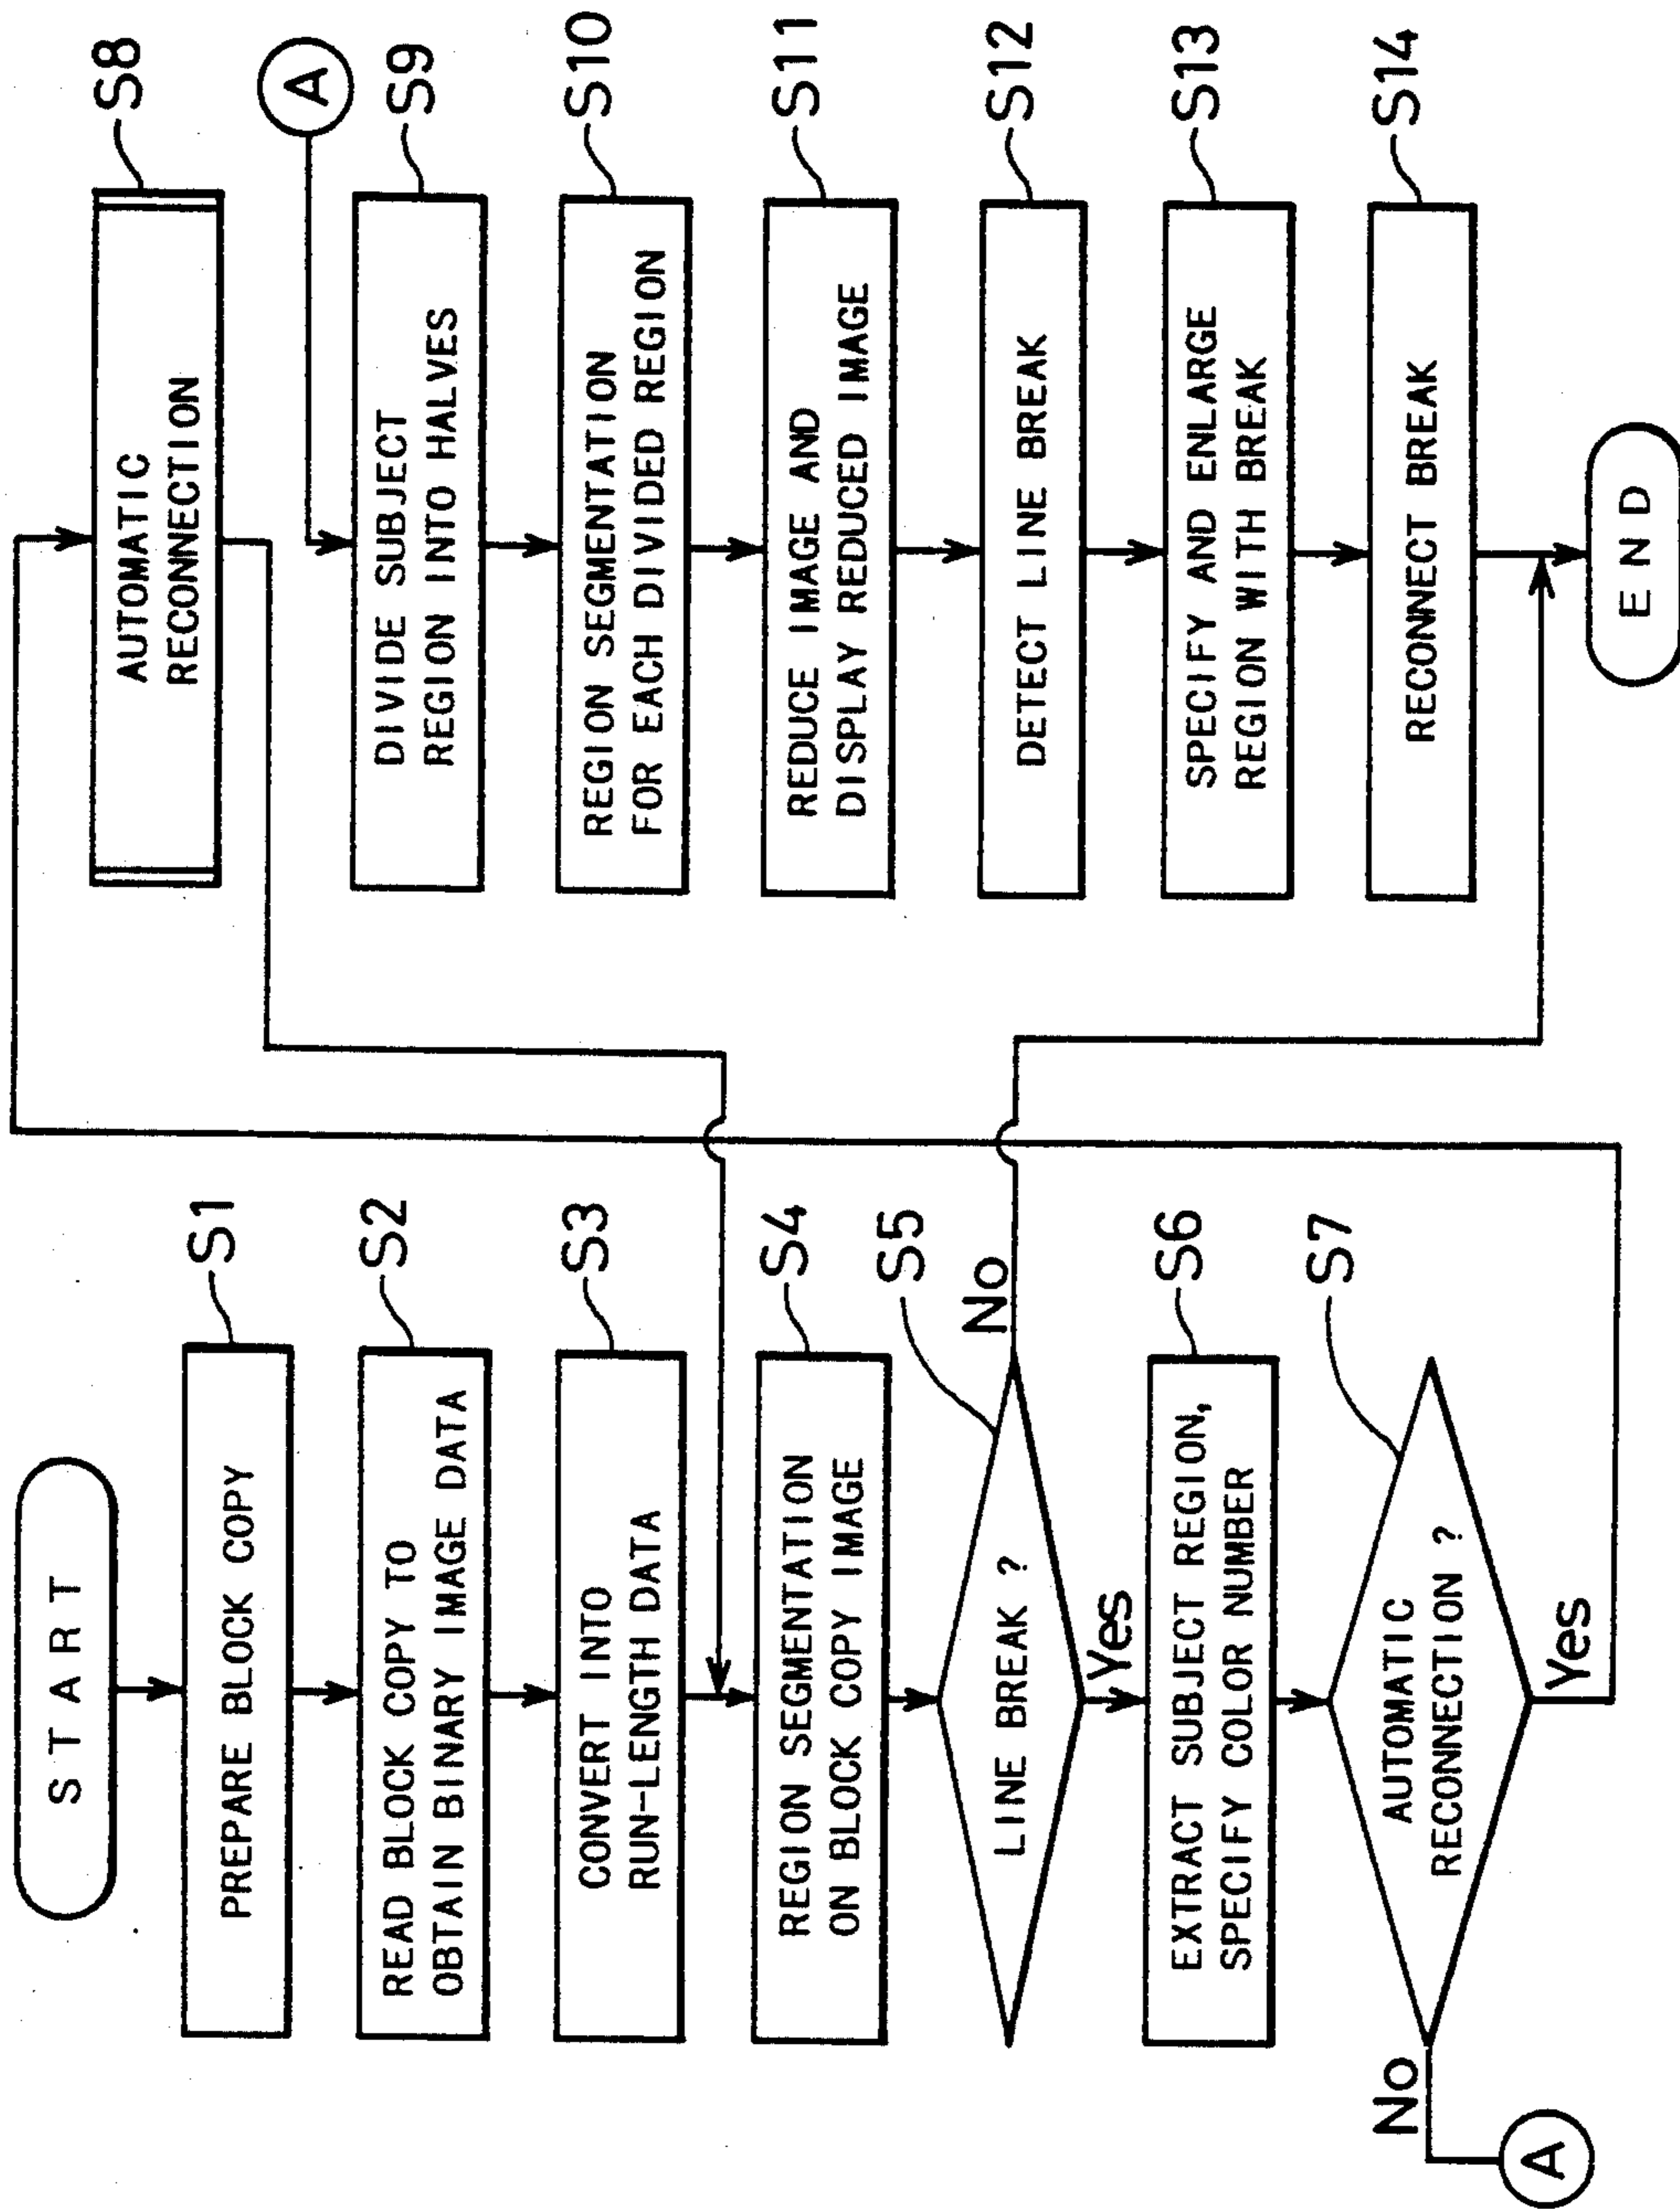 START
PREPARE BLOCK COPY
S1
READ BLOCK COPY TO
OBTAIN BINARY IMAGE DATA
S2
CONVERT INTO
RUN-LENGTH DATA
S3
REGION SEGMENTATION
ON BLOCK COPY IMAGE
S4
LINE BREAK ?
S5
No
Yes
EXTRACT SUBJECT REGION,
SPECIFY COLOR NUMBER
S6
AUTOMATIC
RECONNECTION ?
S7
No
Yes
A
AUTOMATIC
RECONNECTION
S8
A
DIVIDE SUBJECT
REGION INTO HALVES
S9
REGION SEGMENTATION
FOR EACH DIVIDED REGION
S10
REDUCE IMAGE AND
DISPLAY REDUCED IMAGE
S11
DETECT LINE BREAK
S12
SPECIFY AND ENLARGE
REGION WITH BREAK
S13
RECONNECT BREAK
S14
END